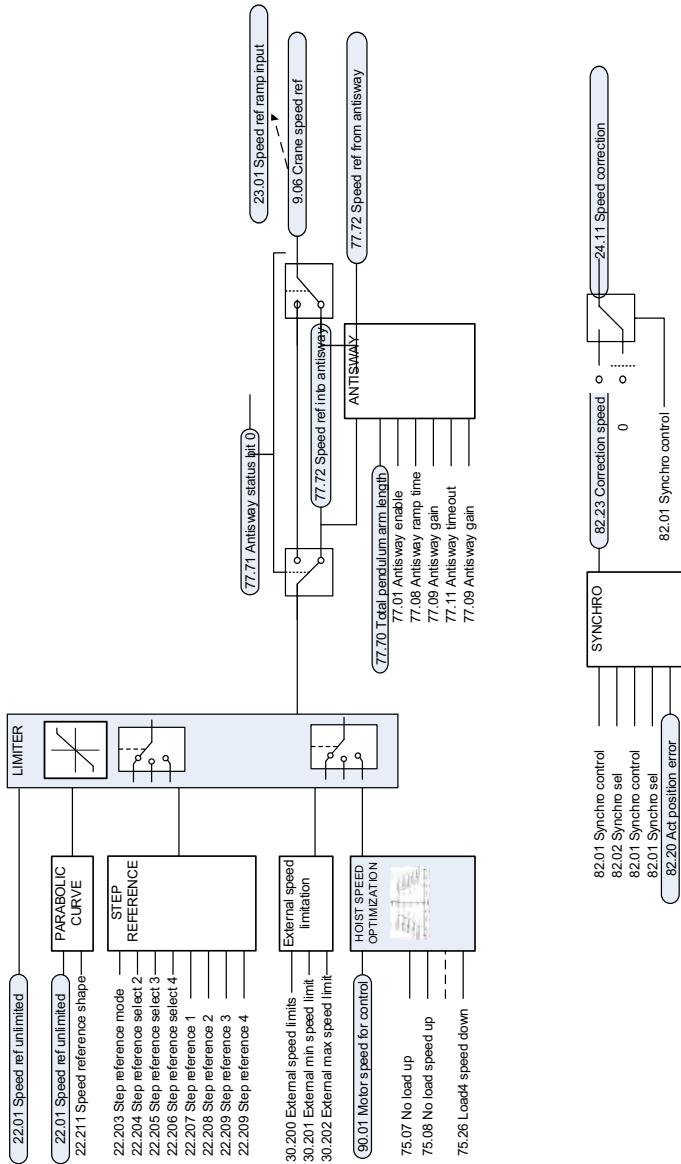 22.01 Speed ref unlimited
22.01 Speed ref unlimited
22.211 Speed reference shape
PARABOLIC
CURVE
LIMITER
22.203 Step reference mode
22.204 Step reference select 2
22.205 Step reference select 3
22.206 Step reference select 4
22.207 Step reference 1
22.208 Step reference 2
22.209 Step reference 3
22.209 Step reference 4
STEP
REFERENCE
30.200 External speed limits
30.201 External min speed limit
30.202 External max speed limit
External speed
limitation
90.01 Motor speed for control
75.07 No load up
75.08 No load speed up
75.26 Load4 speed down
HOIST SPEED
OPTIMIZATION
77.71 Antisway status bit 0
77.72 Speed ref into antisway
77.70 Total pendulum arm length
77.01 Antisway enable
77.08 Antisway ramp time
77.09 Antisway gain
77.11 Antisway timeout
77.09 Antisway gain
ANTISWAY
23.01 Speed ref ramp input
9.06 Crane speed ref
77.72 Speed ref from antisway
82.01 Synchro control
82.02 Synchro sel
82.01 Synchro control
82.01 Synchro sel
82.20 Act position error
SYNCHRO
82.23 Correction speed
0
82.01 Synchro control
24.11 Speed correction